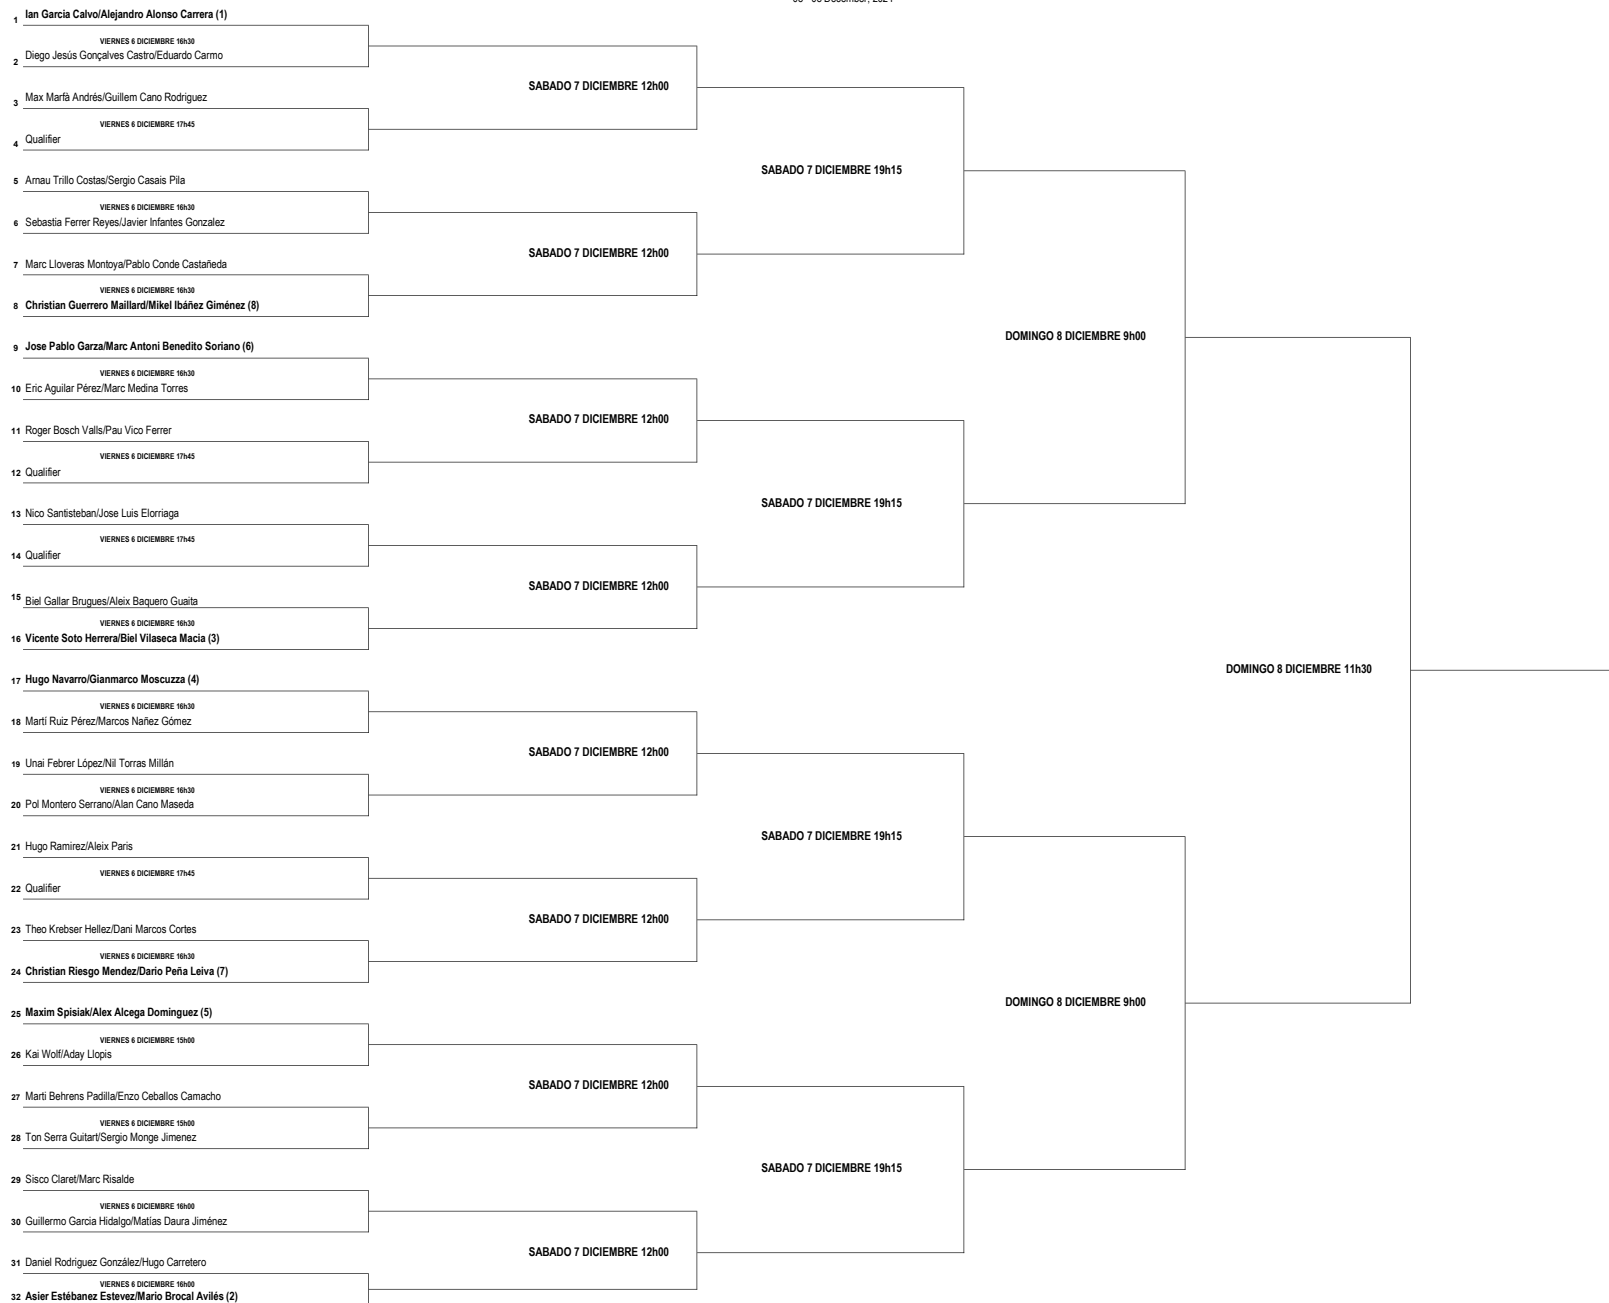 1 Ian Garcia Calvo/Alejandro Alonso Carrera (1)
VIERNES 6 DICIEMBRE 16h30
2 Diego Jesús Gonçalves Castro/Eduardo Carmo
SABADO 7 DICIEMBRE 12h00
3 Max Marfà Andrés/Guillem Cano Rodriguez
VIERNES 6 DICIEMBRE 17h45
4 Qualifier
SABADO 7 DICIEMBRE 19h15
5 Arnau Trillo Costas/Sergio Casais Pila
VIERNES 6 DICIEMBRE 16h30
6 Sebastia Ferrer Reyes/Javier Infantes Gonzalez
SABADO 7 DICIEMBRE 12h00
7 Marc Lloveras Montoya/Pablo Conde Castañeda
VIERNES 6 DICIEMBRE 16h30
8 Christian Guerrero Maillard/Mikel Ibáñez Giménez (8)
DOMINGO 8 DICIEMBRE 9h00
9 Jose Pablo Garza/Marc Antoni Benedito Soriano (6)
VIERNES 6 DICIEMBRE 16h30
10 Eric Aguilar Pérez/Marc Medina Torres
SABADO 7 DICIEMBRE 12h00
11 Roger Bosch Valls/Pau Vico Ferrer
VIERNES 6 DICIEMBRE 17h45
12 Qualifier
SABADO 7 DICIEMBRE 19h15
13 Nico Santisteban/Jose Luis Elorriaga
VIERNES 6 DICIEMBRE 17h45
14 Qualifier
SABADO 7 DICIEMBRE 12h00
15 Biel Gallar Brugues/Aleix Baquero Guaita
VIERNES 6 DICIEMBRE 16h30
16 Vicente Soto Herrera/Biel Vilaseca Macia (3)
DOMINGO 8 DICIEMBRE 11h30
17 Hugo Navarro/Gianmarco Moscuzza (4)
VIERNES 6 DICIEMBRE 16h30
18 Martí Ruiz Pérez/Marcos Nañez Gómez
SABADO 7 DICIEMBRE 12h00
19 Unai Febrer López/Nil Torras Millán
VIERNES 6 DICIEMBRE 16h30
20 Pol Montero Serrano/Alan Cano Maseda
SABADO 7 DICIEMBRE 19h15
21 Hugo Ramirez/Aleix Paris
VIERNES 6 DICIEMBRE 17h45
22 Qualifier
SABADO 7 DICIEMBRE 12h00
23 Theo Krebser Hellez/Dani Marcos Cortes
VIERNES 6 DICIEMBRE 16h30
24 Christian Riesgo Mendez/Dario Peña Leiva (7)
DOMINGO 8 DICIEMBRE 9h00
25 Maxim Spisiak/Alex Alcega Dominguez (5)
VIERNES 6 DICIEMBRE 15h00
26 Kai Wolf/Aday Llopis
SABADO 7 DICIEMBRE 12h00
27 Marti Behrens Padilla/Enzo Ceballos Camacho
VIERNES 6 DICIEMBRE 15h00
28 Ton Serra Guitart/Sergio Monge Jimenez
SABADO 7 DICIEMBRE 19h15
29 Sisco Claret/Marc Risalde
VIERNES 6 DICIEMBRE 16h00
30 Guillermo Garcia Hidalgo/Matías Daura Jiménez
SABADO 7 DICIEMBRE 12h00
31 Daniel Rodriguez González/Hugo Carretero
VIERNES 6 DICIEMBRE 16h00
32 Asier Estébanez Estevez/Mario Brocal Avilés (2)